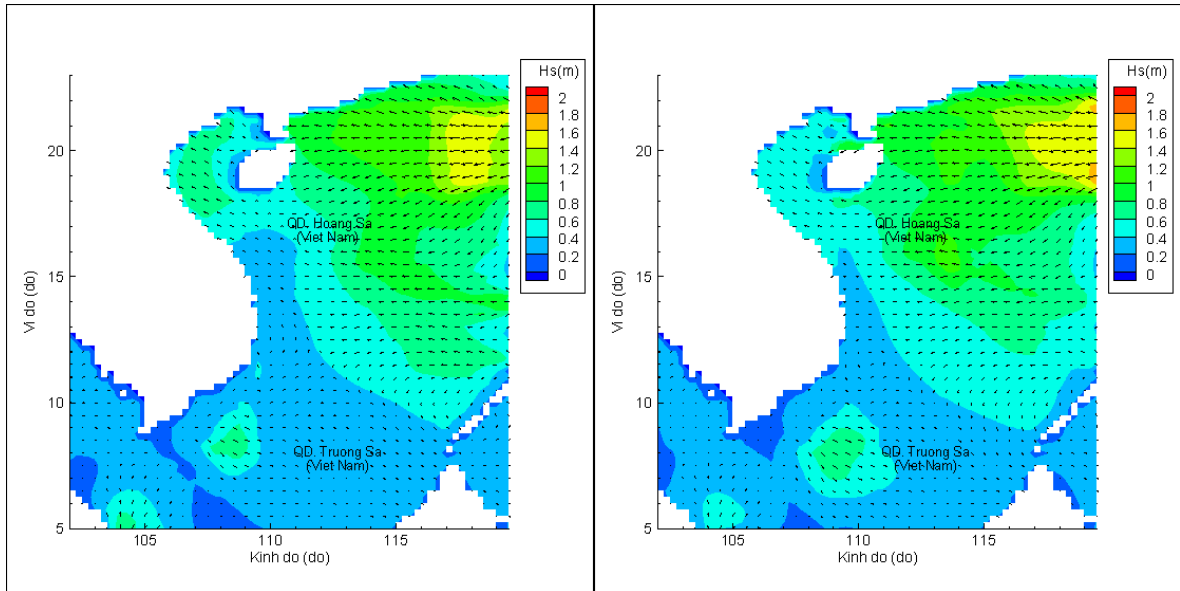 Hs(m)
2
1.8
1.6
1.4
1.2
1
0.8
0.6
0.4
0.2
0
20
15
10
5
Vi do (do)
QD. Hoang Sa
(Viet Nam)
QD. Truong Sa
(Viet Nam)
105
110
115
Kinh do (do)
Hs(m)
2
1.8
1.6
1.4
1.2
1
0.8
0.6
0.4
0.2
0
20
15
10
5
Vi do (do)
QD. Hoang Sa
(Viet Nam)
QD. Truong Sa
(Viet Nam)
105
110
115
Kinh do (do)